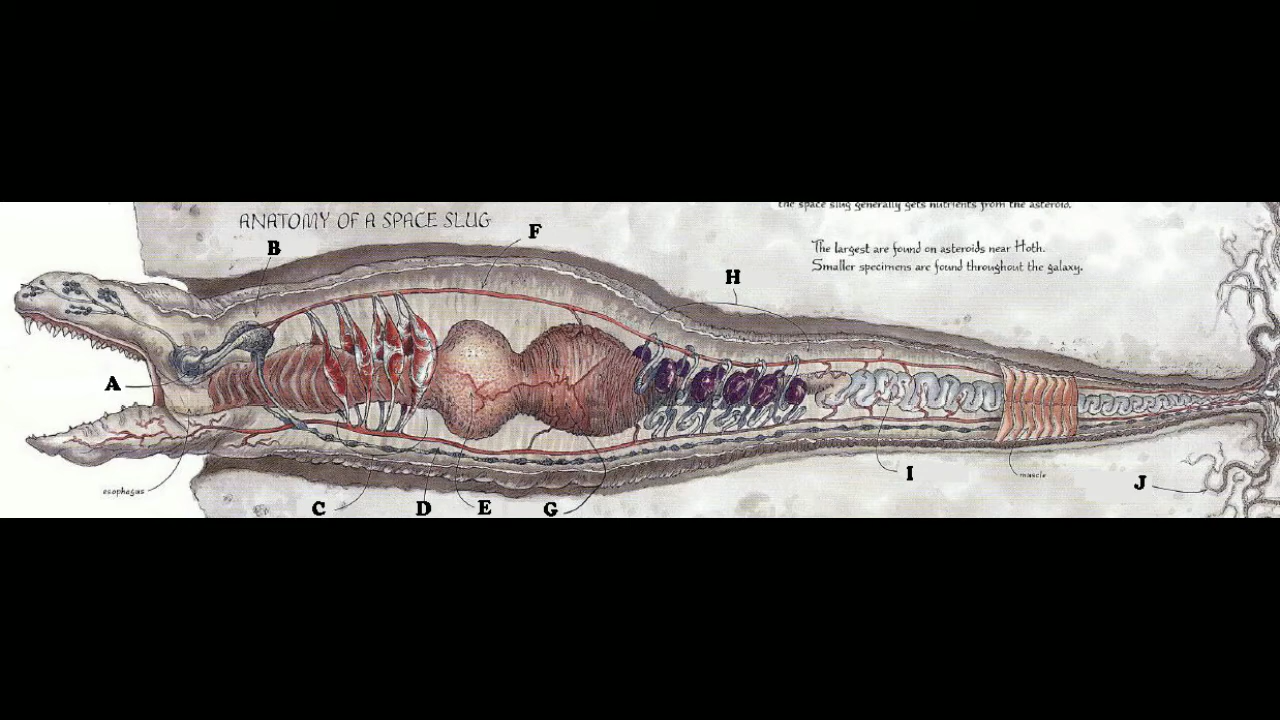 the space slug generally gets nutrients from the asteroid.
ANATOMY OF A SPACE SLUG
F
B
The largest are found on asteroids near Hoth.
Smaller specimens are found throughout the galaxy.
H
A
I
muscle
J
esophagus
C
D
E
G